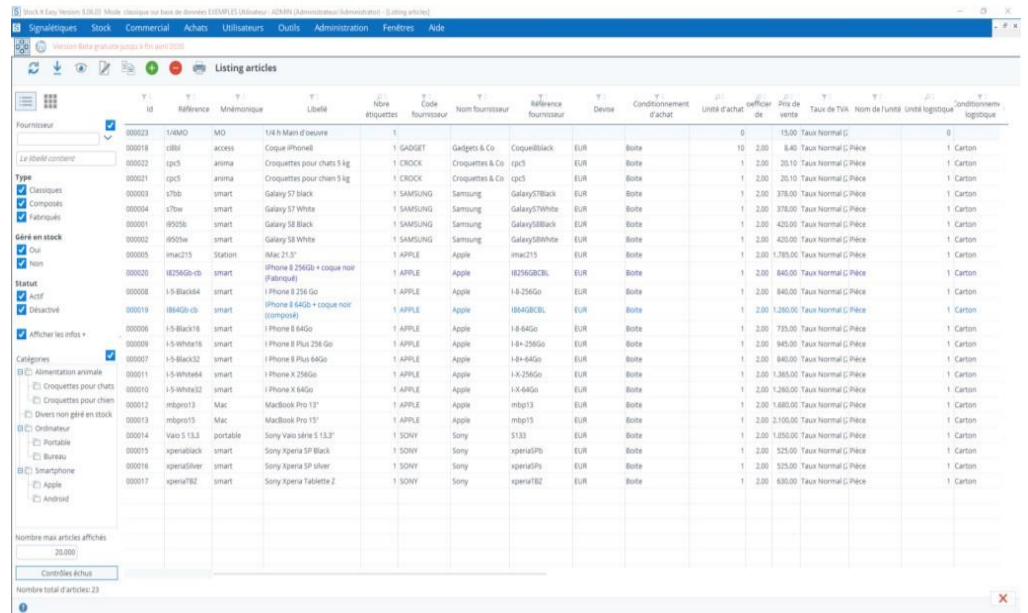 Stock It Easy Version: 8.06.03 Mode classique sur base de données EXEMPLES Utilisateur : ADMIN (Administrateur/Administrator) - [Listing articles]
Signalétiques Stock Commercial Achats Utilisateurs Outils Administration Fenêtres Aide
Version Beta gratuite jusqu'à fin avril 2020
Listing articles
Id Référence Mnémonique Libellé Nbre étiquettes Code fournisseur Nom fournisseur Référence fournisseur Devise Conditionnement d'achat Unité d'achat de Prix de vente Taux de TVA Nom de l'unité Unité logistique logistique
Fournisseur
Le libellé contient
Type
Classiques
Composés
Fabriqués
Géré en stock
Oui
Non
Statut
Actif
Désactivé
Afficher les infos +
Catégories
Alimentation animale
Croquettes pour chats
Croquettes pour chien
Divers non géré en stock
Ordinateur
Portable
Bureau
Smartphone
Apple
Android
Nombre max articles affichés
20.000
Contrôles échus
Nombre total d'articles: 23
000023 1/4MO MO 1/4 h Main d'oeuvre 1 0 15,00 Taux Normal 0
000018 access Coque iPhone8 1 GADGET Gadgets & Co Coque8black EUR Boite 10 2,00 8,40 Taux Normal Pièce 1 Carton
000022 cpc5 anima Croquettes pour chats 5 kg 1 CROCK Croquettes & Co cpc5 EUR Boite 1 2,00 20,10 Taux Normal Pièce 1 Carton
000021 cpc5 anima Croquettes pour chien 5 kg 1 CROCK Croquettes & Co cpc5 EUR Boite 1 2,00 20,10 Taux Normal Pièce 1 Carton
000003 s7bb smart Galaxy S7 black 1 SAMSUNG Samsung GalaxyS7Black EUR Boite 1 2,00 378,00 Taux Normal Pièce 1 Carton
000004 s7bw smart Galaxy S7 White 1 SAMSUNG Samsung GalaxyS7White EUR Boite 1 2,00 378,00 Taux Normal Pièce 1 Carton
000001 i9505b smart Galaxy S8 Black 1 SAMSUNG Samsung GalaxyS8Black EUR Boite 1 2,00 420,00 Taux Normal Pièce 1 Carton
000002 i9505w smart Galaxy S8 White 1 SAMSUNG Samsung GalaxyS8White EUR Boite 1 2,00 420,00 Taux Normal Pièce 1 Carton
000005 imac215 Station iMac 21.5" 1 APPLE Apple imac215 EUR Boite 1 2,00 1.785,00 Taux Normal Pièce 1 Carton
000020 I8256Gb-cb smart IPhone 8 256Gb + coque noir (Fabriqué) 1 APPLE Apple I8256GBCBL EUR Boite 1 2,00 840,00 Taux Normal Pièce 1 Carton
000008 I-5-Black64 smart I Phone 8 256 Go 1 APPLE Apple I-8-256Go EUR Boite 1 2,00 840,00 Taux Normal Pièce 1 Carton
000019 I864Gb-cb smart IPhone 8 64Gb + coque noir (composé) 1 APPLE Apple I864GBCBL EUR Boite 1 2,00 1.260,00 Taux Normal Pièce 1 Carton
000006 I-5-Black16 smart I Phone 8 64Go 1 APPLE Apple I-8-64Go EUR Boite 1 2,00 735,00 Taux Normal Pièce 1 Carton
000009 I-5-White16 smart I Phone 8 Plus 256 Go 1 APPLE Apple I-8+-256Go EUR Boite 1 2,00 945,00 Taux Normal Pièce 1 Carton
000007 I-5-Black32 smart I Phone 8 Plus 64Go 1 APPLE Apple I-8+-64Go EUR Boite 1 2,00 840,00 Taux Normal Pièce 1 Carton
000011 I-5-White64 smart I Phone X 256Go 1 APPLE Apple I-X-256Go EUR Boite 1 2,00 1.365,00 Taux Normal Pièce 1 Carton
000010 I-5-White32 smart I Phone X 64Go 1 APPLE Apple I-X-64Go EUR Boite 1 2,00 1.260,00 Taux Normal Pièce 1 Carton
000012 mbpro13 Mac MacBook Pro 13" 1 APPLE Apple mbp13 EUR Boite 1 2,00 1.680,00 Taux Normal Pièce 1 Carton
000013 mbpro15 Mac MacBook Pro 15" 1 APPLE Apple mbp15 EUR Boite 1 2,00 2.100,00 Taux Normal Pièce 1 Carton
000014 Vaio S 13,3 portable Sony Vaio série S 13,3" 1 SONY Sony S133 EUR Boite 1 2,00 1.050,00 Taux Normal Pièce 1 Carton
000015 xperiablack smart Sony Xperia SP Black 1 SONY Sony xperiaSPb EUR Boite 1 2,00 525,00 Taux Normal Pièce 1 Carton
000016 xperiaSilver smart Sony Xperia SP silver 1 SONY Sony xperiaSPs EUR Boite 1 2,00 525,00 Taux Normal Pièce 1 Carton
000017 xperiaTBZ smart Sony Xperia Tablette Z 1 SONY Sony xperiaTBZ EUR Boite 1 2,00 630,00 Taux Normal Pièce 1 Carton